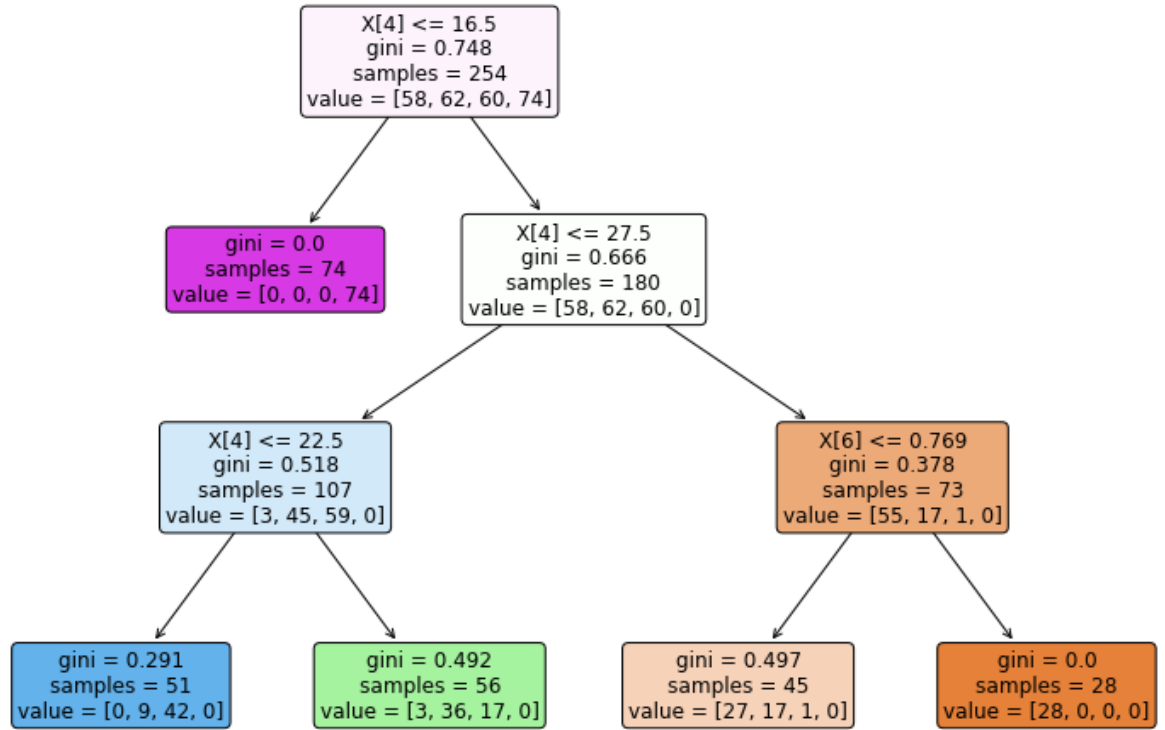 X[4] <= 16.5
gini = 0.748
samples = 254
value = [58, 62, 60, 74]
gini = 0.0
samples = 74
value = [0, 0, 0, 74]
X[4] <= 27.5
gini = 0.666
samples = 180
value = [58, 62, 60, 0]
X[4] <= 22.5
gini = 0.518
samples = 107
value = [3, 45, 59, 0]
X[6] <= 0.769
gini = 0.378
samples = 73
value = [55, 17, 1, 0]
gini = 0.291
samples = 51
value = [0, 9, 42, 0]
gini = 0.492
samples = 56
value = [3, 36, 17, 0]
gini = 0.497
samples = 45
value = [27, 17, 1, 0]
gini = 0.0
samples = 28
value = [28, 0, 0, 0]